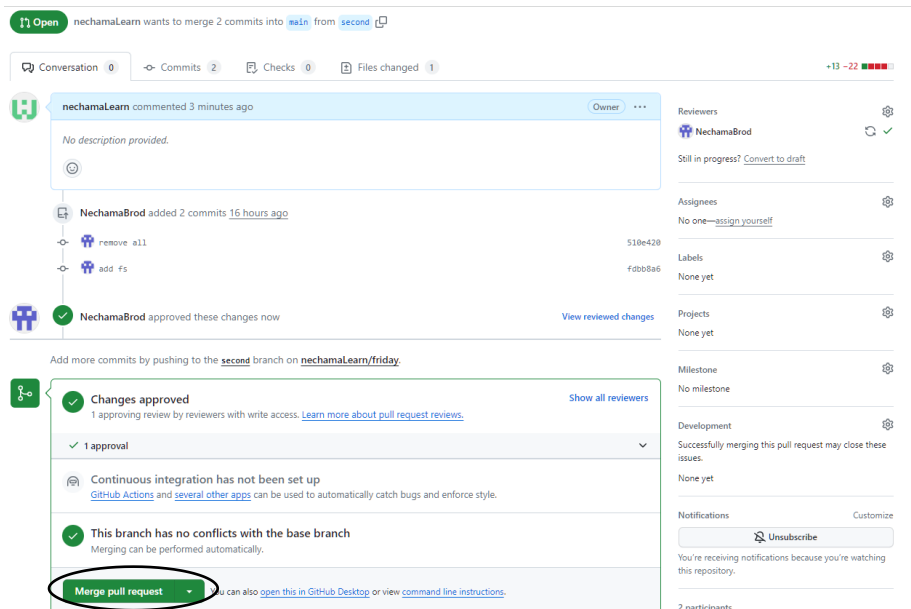 Open nechamaLearn wants to merge 2 commits into main from second
Conversation 0 Commits 2 Checks 0 Files changed 1 +13 −22
nechamaLearn commented 3 minutes ago Owner ...
No description provided.
NechamaBrod added 2 commits 16 hours ago
remove all 510e420
add fs fdbb8a6
NechamaBrod approved these changes now View reviewed changes
Add more commits by pushing to the second branch on nechamaLearn/friday.
Changes approved Show all reviewers
1 approving review by reviewers with write access. Learn more about pull request reviews.
1 approval
Continuous integration has not been set up
GitHub Actions and several other apps can be used to automatically catch bugs and enforce style.
This branch has no conflicts with the base branch
Merging can be performed automatically.
Merge pull request You can also open this in GitHub Desktop or view command line instructions.
Reviewers
NechamaBrod
Still in progress? Convert to draft
Assignees
No one—assign yourself
Labels
None yet
Projects
None yet
Milestone
No milestone
Development
Successfully merging this pull request may close these
issues.
None yet
Notifications Customize
Unsubscribe
You're receiving notifications because you're watching
this repository.
2 participants